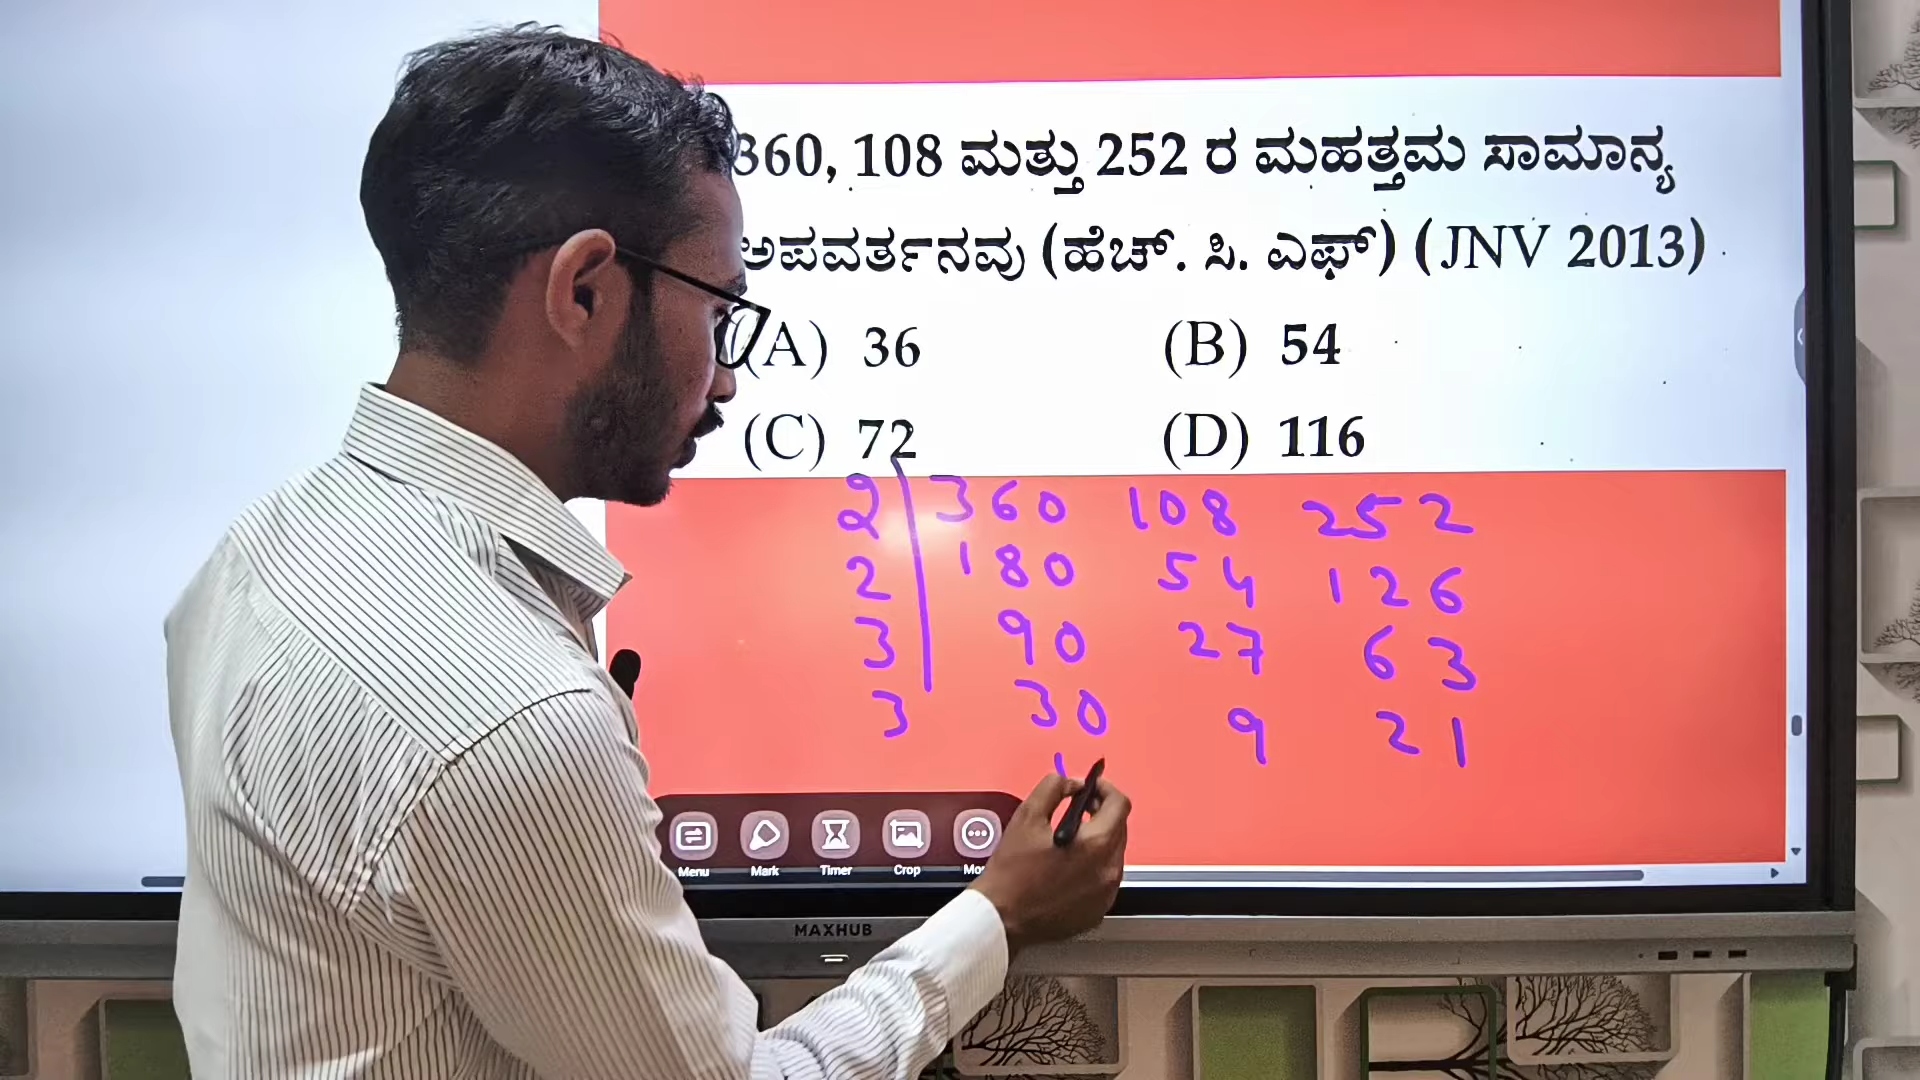 360, 108 ಮತ್ತು 252 ರ ಮಹತ್ತಮ ಸಾಮಾನ್ಯ
ಅಪವರ್ತನವು (ಹೆಚ್. ಸಿ. ಎಫ್) (JNV 2013)
(A) 36 (B) 54
(C) 72 (D) 116
2 360 108 252
2 180 54 126
3 90 27 63
3 30 9 21
1
Menu Mark Timer Crop
MAXHUB